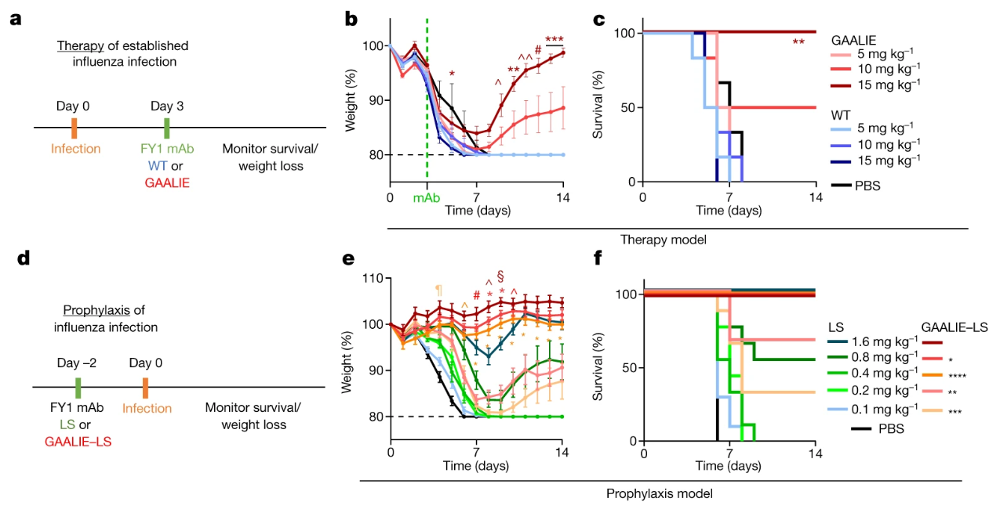 a
Therapy of established
influenza infection
Day 0
Day 3
Infection
FY1 mAb
WT or
GAALIE
Monitor survival/
weight loss
b
Weight (%)
100
90
80
*
^
**
^^
#
***
0
mAb
7
14
Time (days)
c
Survival (%)
100
50
0
**
0
7
14
Time (days)
GAALIE
5 mg kg⁻¹
10 mg kg⁻¹
15 mg kg⁻¹
WT
5 mg kg⁻¹
10 mg kg⁻¹
15 mg kg⁻¹
PBS
Therapy model
d
Prophylaxis of
influenza infection
Day –2
Day 0
FY1 mAb
LS or
GAALIE–LS
Infection
Monitor survival/
weight loss
e
Weight (%)
110
100
90
80
¶
^
#
^
*
§
*
^
0
7
14
Time (days)
f
Survival (%)
100
50
0
0
7
14
Time (days)
LS
GAALIE–LS
1.6 mg kg⁻¹
0.8 mg kg⁻¹ *
0.4 mg kg⁻¹ ****
0.2 mg kg⁻¹ **
0.1 mg kg⁻¹ ***
PBS
Prophylaxis model